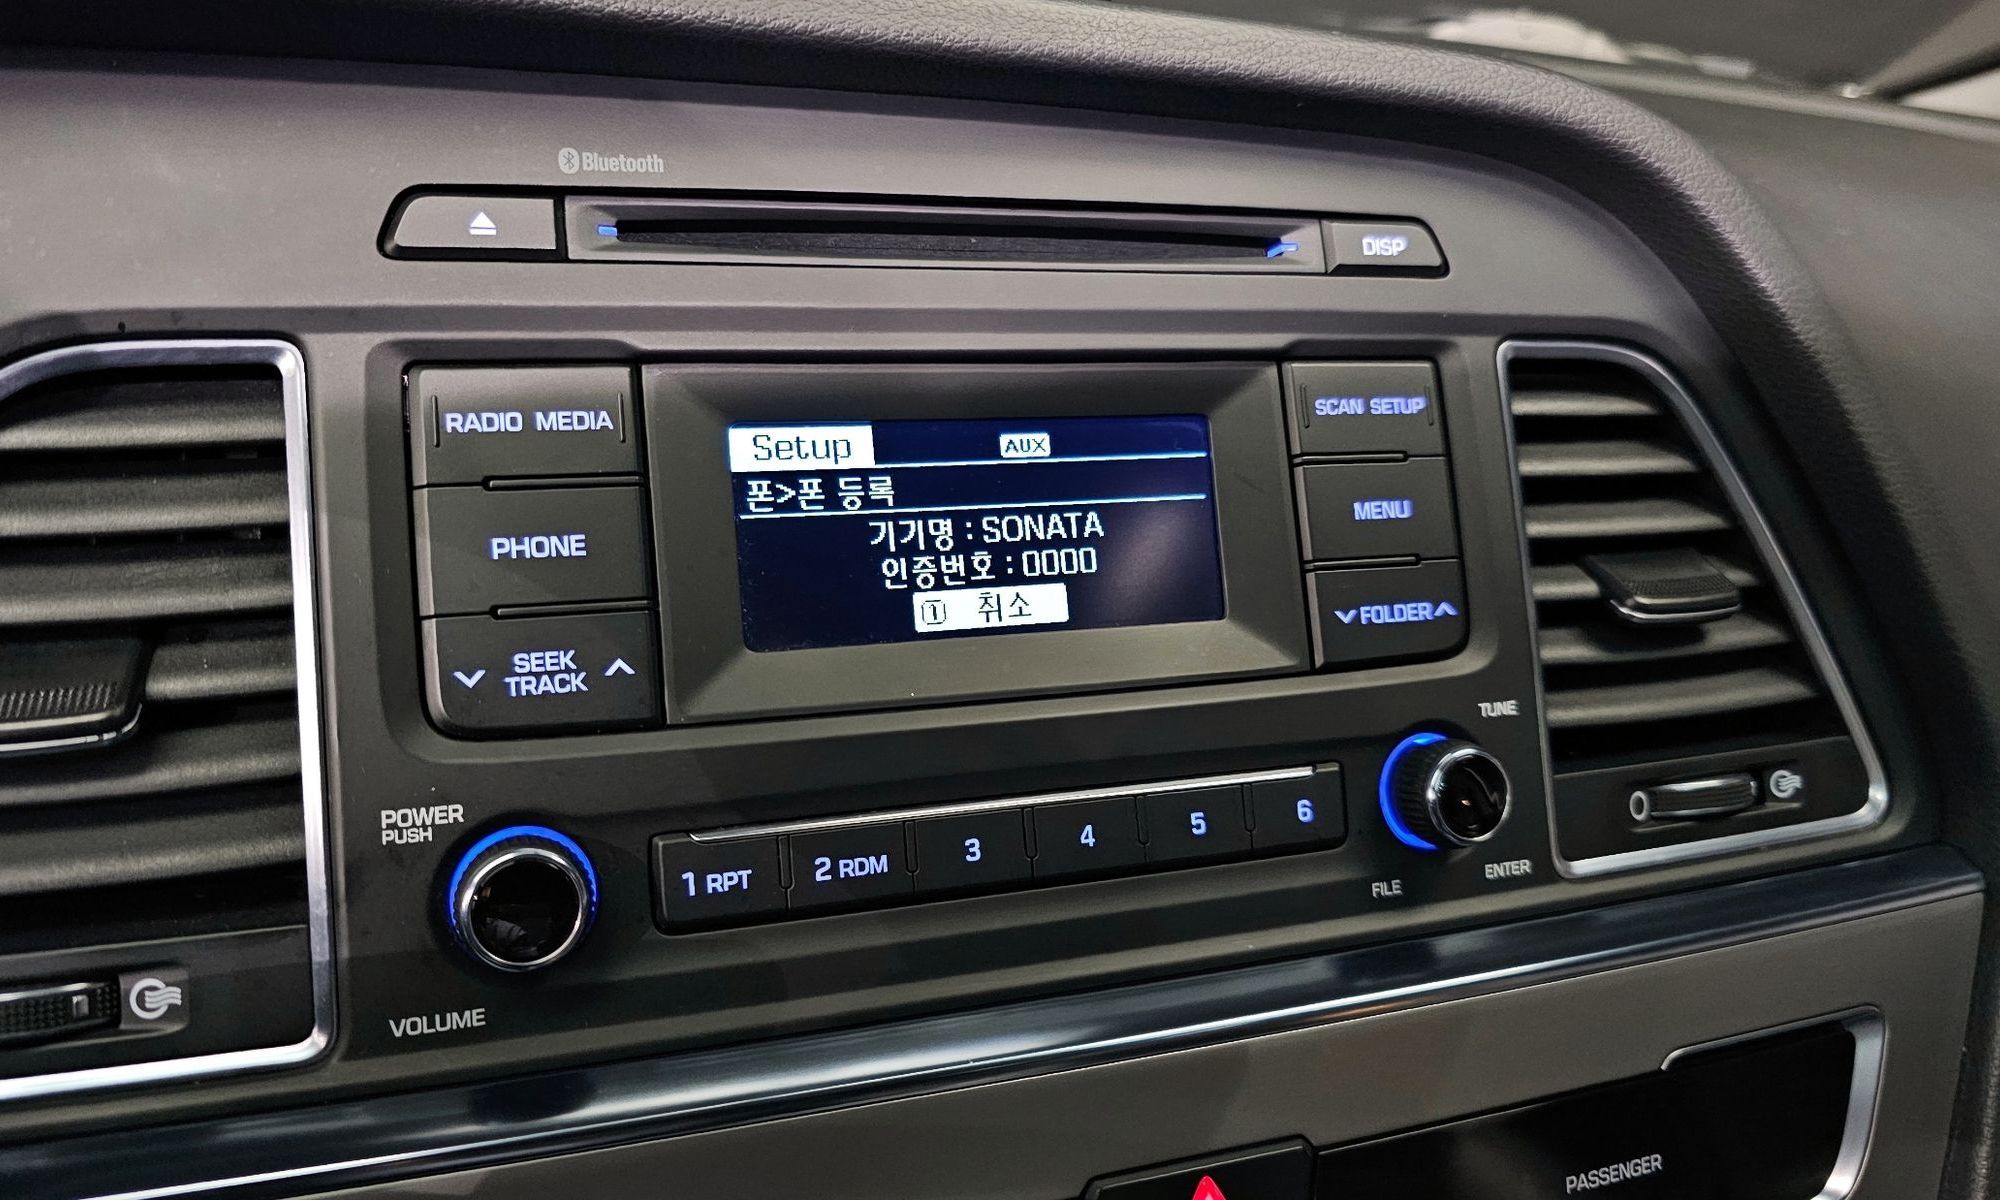 Bluetooth
DISP
RADIO MEDIA
PHONE
SEEK
TRACK
Setup
AUX
폰>폰 등록
기기명 : SONATA
인증번호 : 0000
1 취소
SCAN SETUP
MENU
FOLDER
POWER
PUSH
VOLUME
1 RPT
2 RDM
3
4
5
6
TUNE
FILE
ENTER
PASSENGER